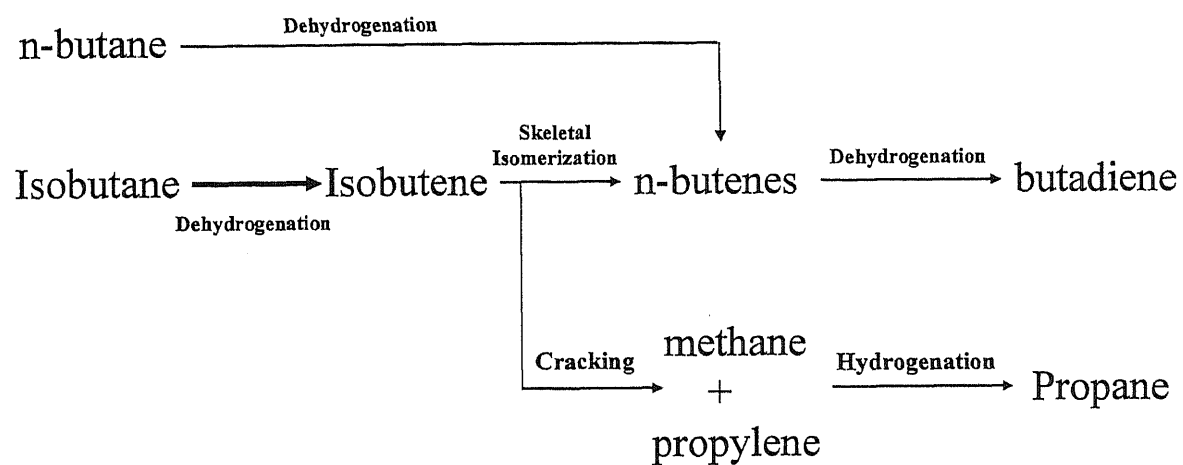 Dehydrogenation
n-butane
Skeletal
Isomerization
Dehydrogenation
Isobutane
Isobutene
n-butenes
butadiene
Dehydrogenation
methane
Cracking
Hydrogenation
+
Propane
propylene